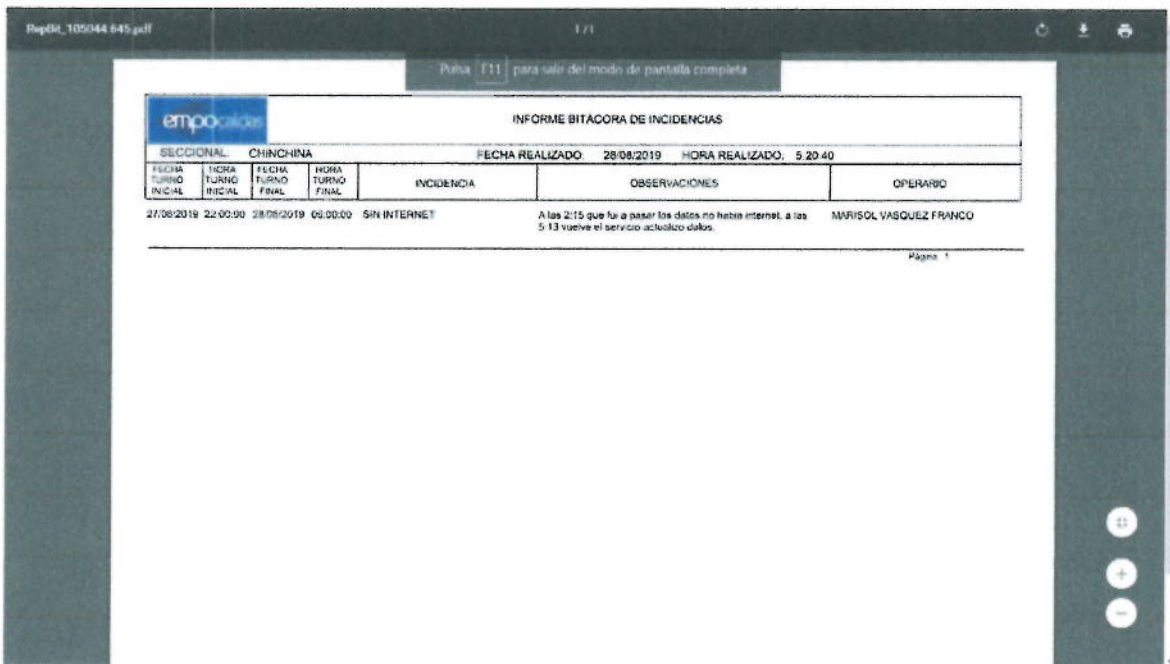 RepBit_105044.645.pdf
1 / 1
Pulsa F11 para salir del modo de pantalla completa
empocaldas
INFORME BITÁCORA DE INCIDENCIAS
SECCIONAL: CHINCHINA FECHA REALIZADO: 28/08/2019 HORA REALIZADO: 5:20:40
FECHA TURNO INICIAL HORA TURNO INICIAL FECHA TURNO FINAL HORA TURNO FINAL INCIDENCIA OBSERVACIONES OPERARIO
27/08/2019 22:00:00 28/08/2019 06:00:00 SIN INTERNET A las 2:15 que fui a pasar los datos no habia internet, a las MARISOL VASQUEZ FRANCO
5:13 vuelve el servicio actualizo datos.
Página 1